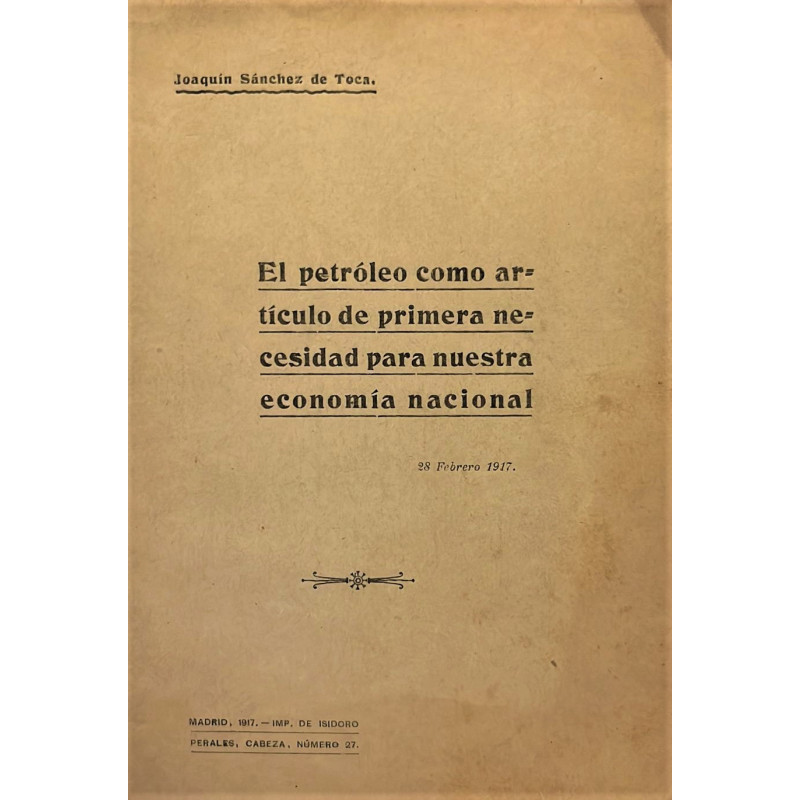 Joaquín Sánchez de Toca.
El petróleo como ar=
tículo de primera ne=
cesidad para nuestra
economía nacional
28 Febrero 1917.
MADRID, 1917. — IMP. DE ISIDORO
PERALES, CABEZA, NÚMERO 27.